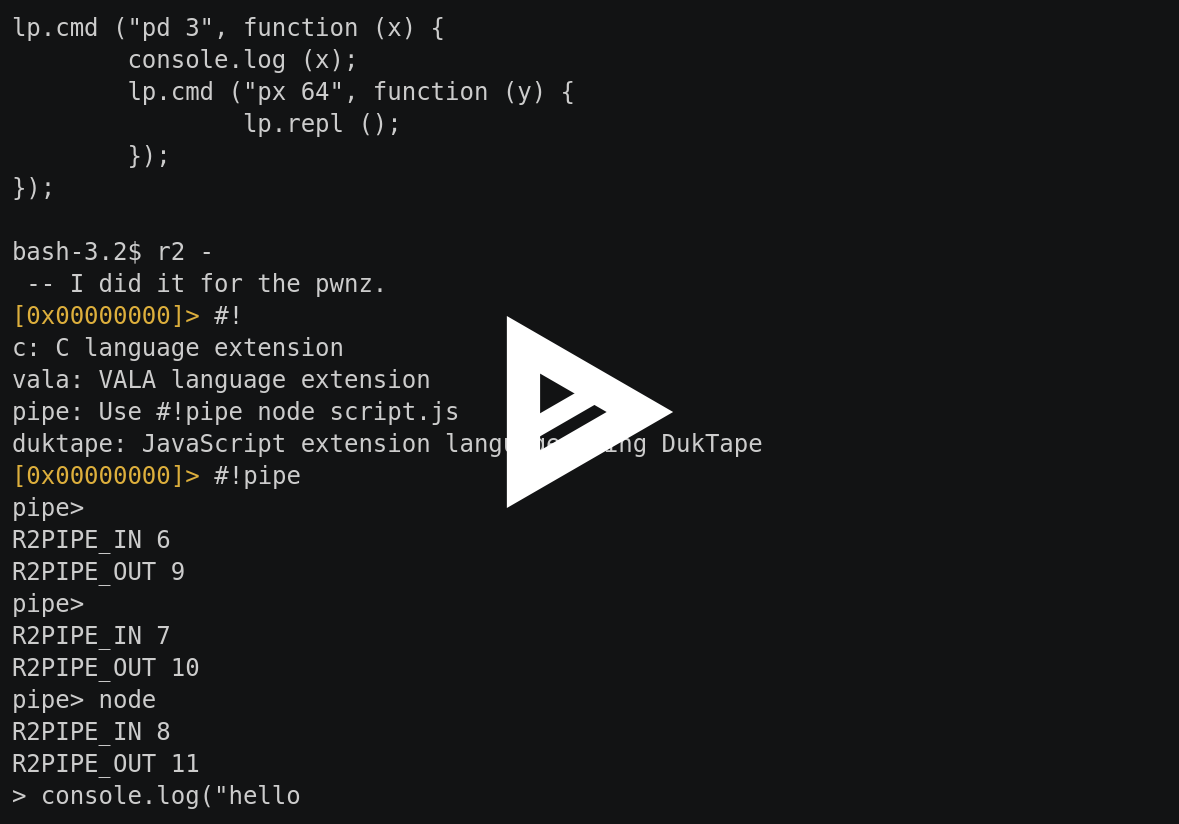 lp.cmd ("pd 3", function (x) {
        console.log (x);
        lp.cmd ("px 64", function (y) {
                lp.repl ();
        });
});

bash-3.2$ r2 -
 -- I did it for the pwnz.
[0x00000000]> #!
c: C language extension
vala: VALA language extension
pipe: Use #!pipe node script.js
duktape: JavaScript extension language DukTape
[0x00000000]> #!pipe
pipe>
R2PIPE_IN 6
R2PIPE_OUT 9
pipe>
R2PIPE_IN 7
R2PIPE_OUT 10
pipe> node
R2PIPE_IN 8
R2PIPE_OUT 11
> console.log("hello